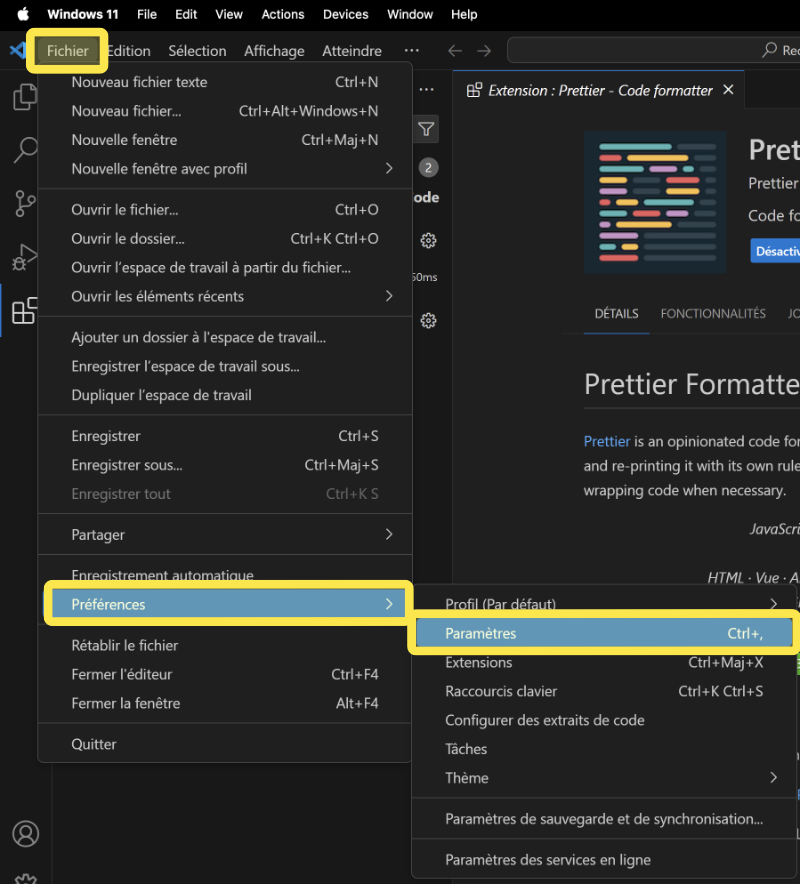 Windows 11 File Edit View Actions Devices Window Help
Fichier Edition Sélection Affichage Atteindre ...
Nouveau fichier texte Ctrl+N
Nouveau fichier... Ctrl+Alt+Windows+N
Nouvelle fenêtre Ctrl+Maj+N
Nouvelle fenêtre avec profil
Ouvrir le fichier... Ctrl+O
Ouvrir le dossier... Ctrl+K Ctrl+O
Ouvrir l'espace de travail à partir du fichier...
Ouvrir les éléments récents
Ajouter un dossier à l'espace de travail...
Enregistrer l'espace de travail sous...
Dupliquer l'espace de travail
Enregistrer Ctrl+S
Enregistrer sous... Ctrl+Maj+S
Enregistrer tout Ctrl+K S
Partager
Enregistrement automatique
Préférences
Rétablir le fichier
Fermer l'éditeur Ctrl+F4
Fermer la fenêtre Alt+F4
Quitter
Profil (Par défaut)
Paramètres Ctrl+,
Extensions Ctrl+Maj+X
Raccourcis clavier Ctrl+K Ctrl+S
Configurer des extraits de code
Tâches
Thème
Paramètres de sauvegarde et de synchronisation...
Paramètres des services en ligne
2
ode
50ms
Extension : Prettier - Code formatter
Rec
Pret
Prettier
Code fo
Désactiv
DÉTAILS FONCTIONNALITÉS JO
Prettier Formatte
Prettier is an opinionated code for
and re-printing it with its own rule
wrapping code when necessary.
JavaScri
HTML · Vue · A